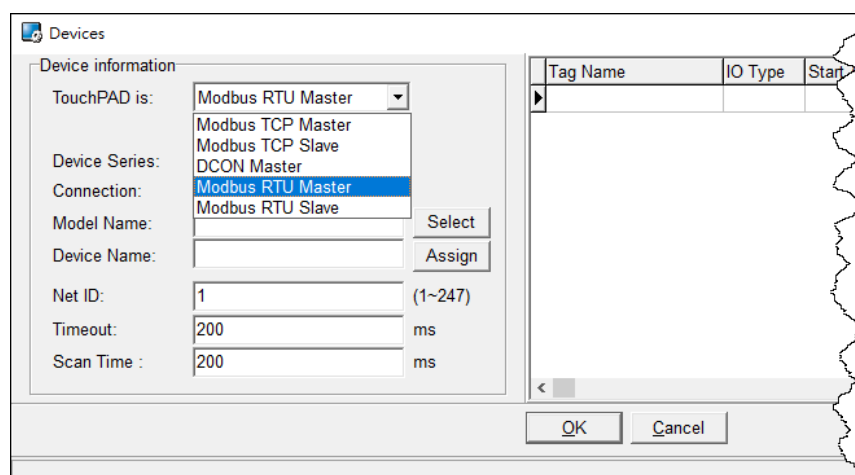 Devices
Device information
TouchPAD is: Modbus RTU Master
Modbus TCP Master
Modbus TCP Slave
Device Series:
DCON Master
Connection:
Modbus RTU Master
Modbus RTU Slave
Model Name: Select
Device Name: Assign
Net ID: 1 (1~247)
Timeout: 200 ms
Scan Time : 200 ms
Tag Name IO Type Start
OK Cancel